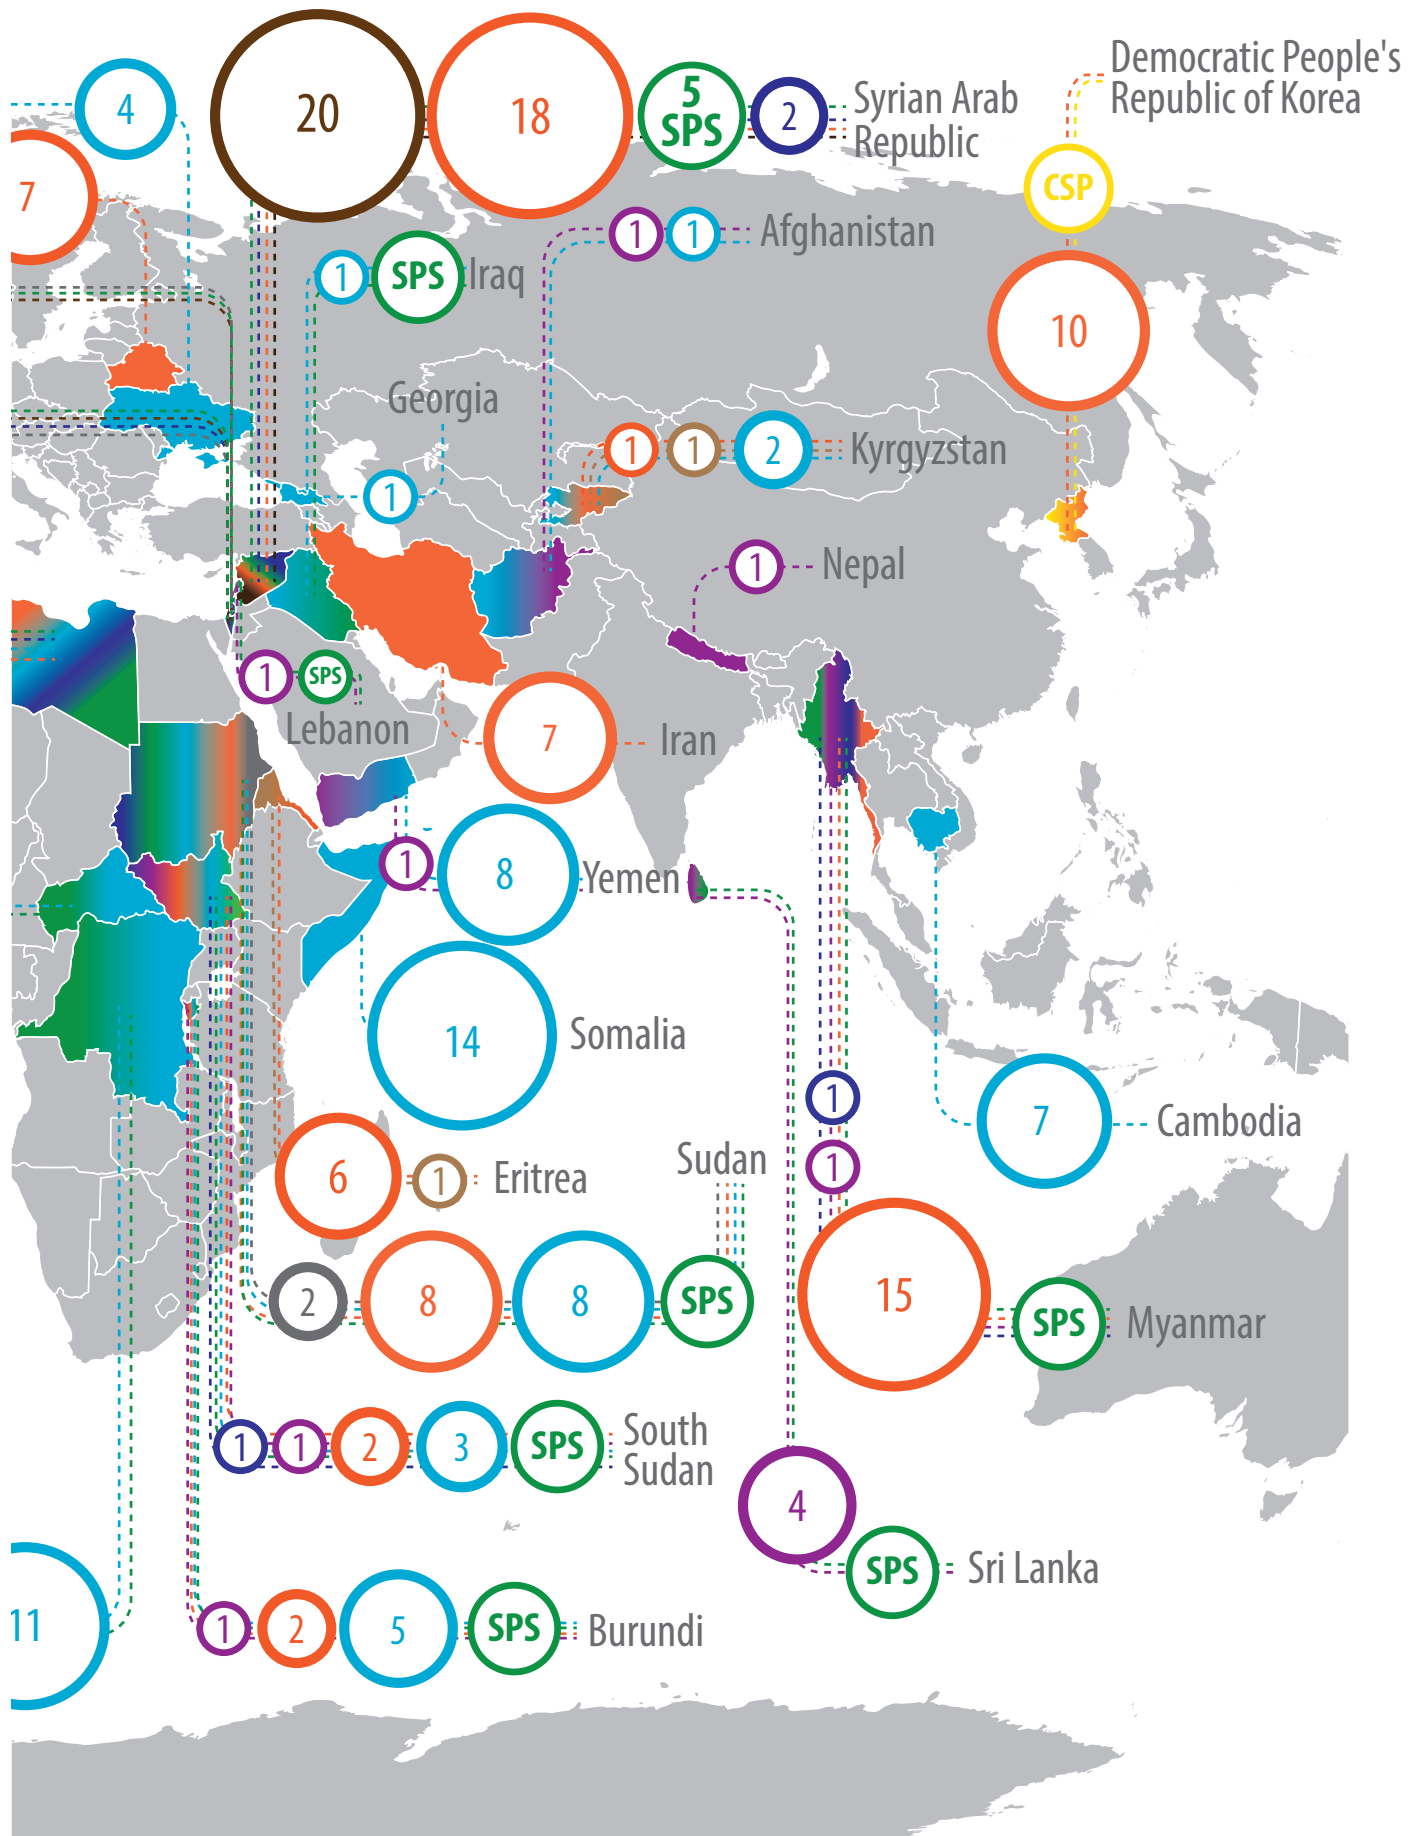 Democratic People's
Republic of Korea
4
20
18
5
SPS
2
Syrian Arab
Republic
CSP
7
1
1
Afghanistan
1
SPS
Iraq
10
Georgia
1
1
1
2
Kyrgyzstan
1
Nepal
1
SPS
Lebanon
7
Iran
1
8
Yemen
14
Somalia
1
7
Cambodia
1
6
1
Eritrea
Sudan
2
8
8
SPS
15
SPS
Myanmar
1
1
2
3
SPS
South
Sudan
4
SPS
Sri Lanka
11
1
2
5
SPS
Burundi